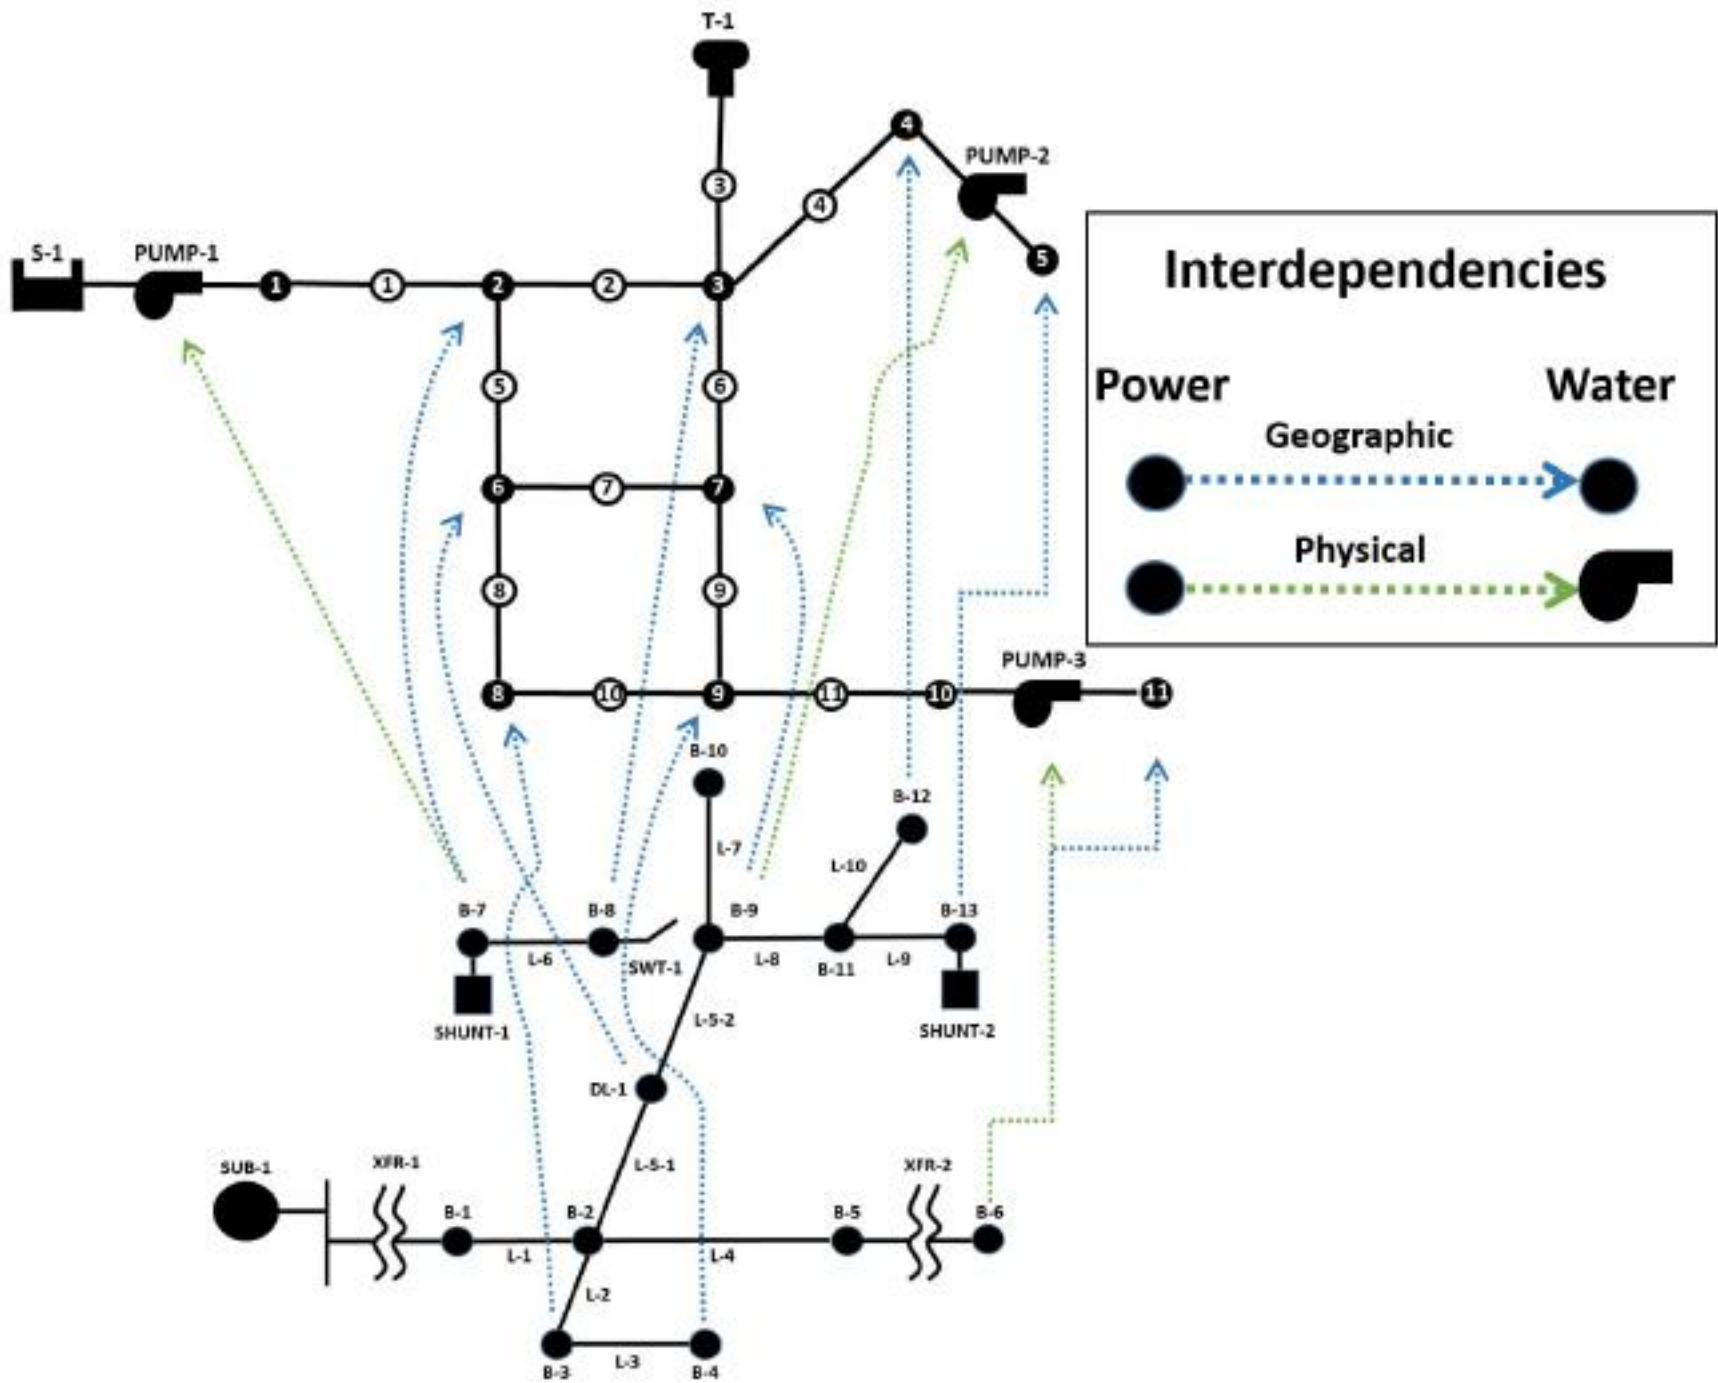 T-1
4
PUMP-2
3
4
S-1
PUMP-1
5
1
1
2
2
3
Interdependencies
Power
Water
Geographic
5
6
6
7
7
Physical
8
9
PUMP-3
8
10
9
11
10
11
B-10
B-12
L-7
L-10
B-7
B-8
B-9
B-13
L-6
SWT-1
L-8
B-11
L-9
SHUNT-1
L-5-2
SHUNT-2
DL-1
SUB-1
XFR-1
L-5-1
XFR-2
B-1
B-2
B-5
B-6
L-1
L-4
L-2
B-3
L-3
B-4